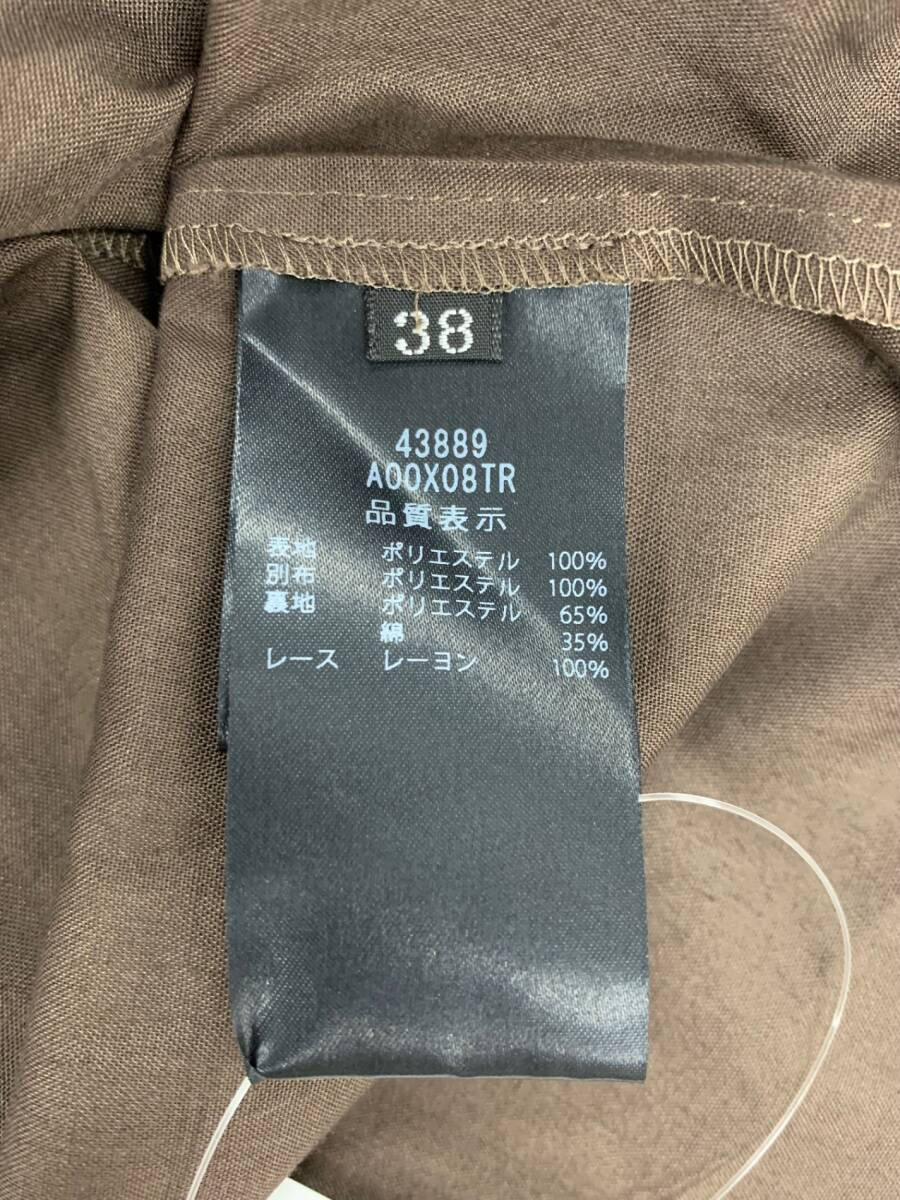 38
43889
A00X08TR
品質表示
表地 ポリエステル 100%
別布 ポリエステル 100%
裏地 ポリエステル 65%
綿 35%
レース レーヨン 100%